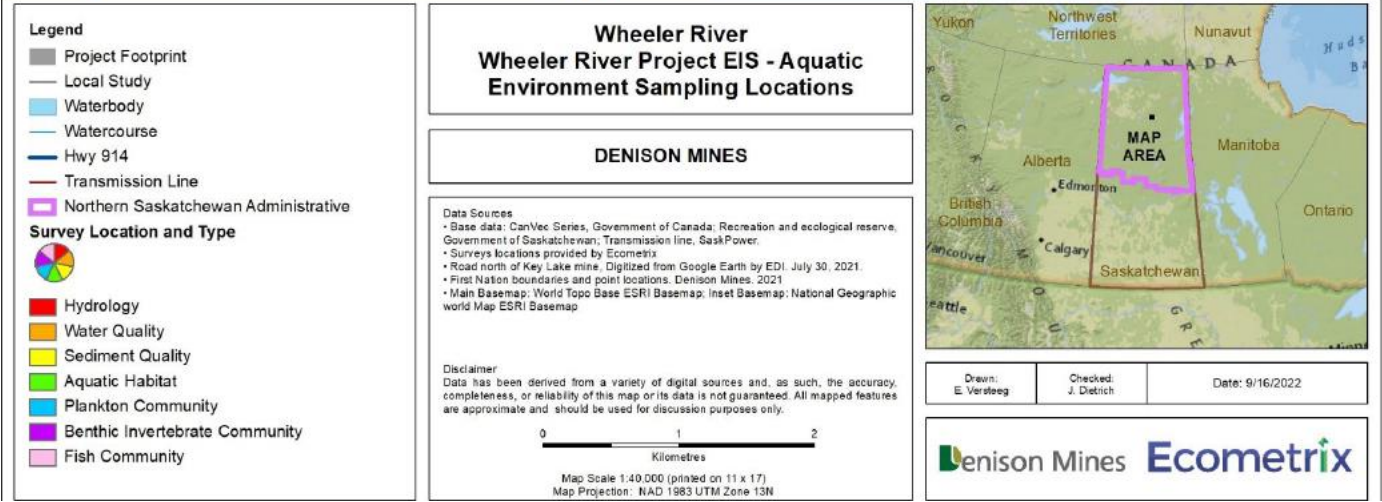 Legend
Project Footprint
Local Study
Waterbody
Watercourse
Hwy 914
Transmission Line
Northern Saskatchewan Administrative
Survey Location and Type
Hydrology
Water Quality
Sediment Quality
Aquatic Habitat
Plankton Community
Benthic Invertebrate Community
Fish Community
Wheeler River
Wheeler River Project EIS - Aquatic
Environment Sampling Locations
DENISON MINES
Data Sources
• Base data: CanVec Series, Government of Canada; Recreation and ecological reserve,
Government of Saskatchewan; Transmission line, SaskPower.
• Surveys locations provided by Ecometrix
• Road north of Key Lake mine, Digitized from Google Earth by EDI. July 30, 2021.
• First Nation boundaries and point locations. Denison Mines. 2021
• Main Basemap: World Topo Base ESRI Basemap; Inset Basemap: National Geographic
world Map ESRI Basemap
Disclaimer
Data has been derived from a variety of digital sources and, as such, the accuracy,
completeness, or reliability of this map or its data is not guaranteed. All mapped features
are approximate and should be used for discussion purposes only.
0 1 2
Kilometres
Map Scale 1:40,000 (printed on 11 x 17)
Map Projection: NAD 1983 UTM Zone 13N
Yukon
Northwest
Territories
Nunavut
Huds
Ba
CANADA
ROCK
MAP
AREA
Alberta
Manitoba
Edmonton
British
Columbia
Ontario
Calgary
ancouver
Saskatchewan
eattle
M O U
G R E
Minn
Drawn:
E. Versteeg
Checked:
J. Dietrich
Date: 9/16/2022
Denison Mines
Ecometrix